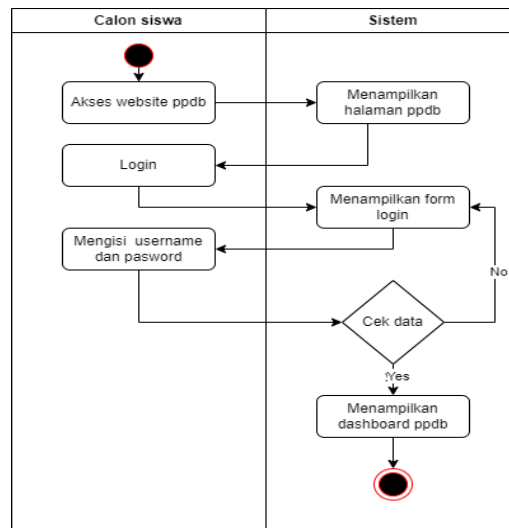 Calon siswa
Sistem
Akses website ppdb
Menampilkan
halaman ppdb
Login
Menampilkan form
login
Mengisi username
dan pasword
Cek data
No
Yes
Menampilkan
dashboard ppdb